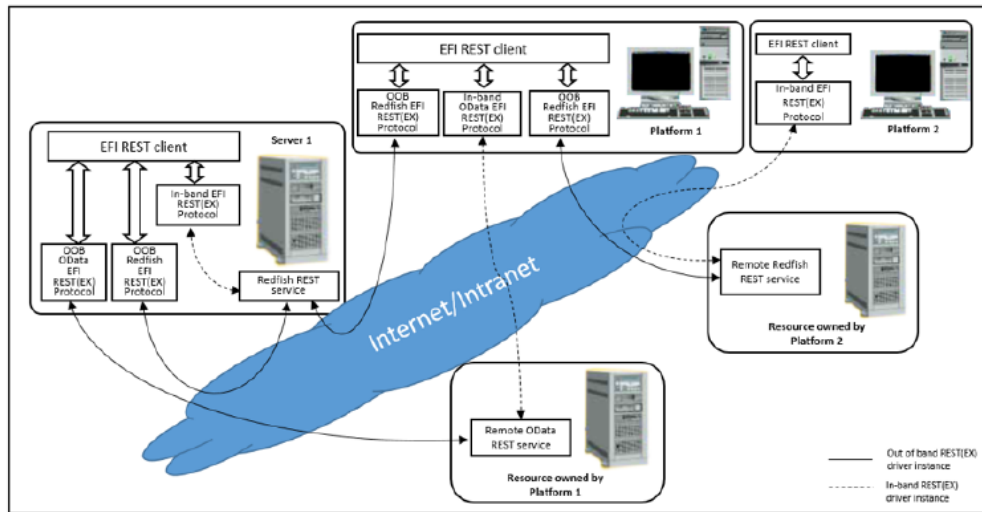 EFI REST client
OOB
Redfish EFI
REST(EX)
Protocol
In-band
OData EFI
REST(EX)
Protocol
OOB
Redfish EFI
REST(EX)
Protocol
Platform 1
EFI REST client
In-band EFI
REST(EX)
Protocol
Platform 2
Server 1
EFI REST client
In-band EFI
REST(EX)
Protocol
OOB
OData
EFI
REST(EX)
Protocol
OOB
Redfish
EFI
REST(EX)
Protocol
Redfish REST
service
Internet/Intranet
Remote Redfish
REST service
Resource owned by
Platform 2
Remote OData
REST service
Resource owned by
Platform 1
Out of band REST(EX)
driver instance
In-band REST(EX)
driver instance